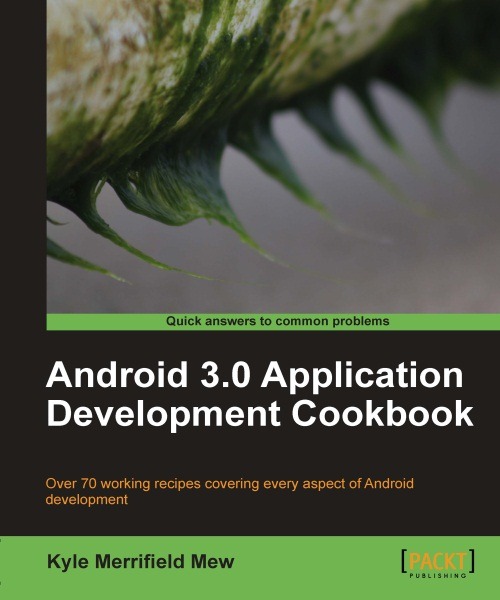 Quick answers to common problems
Android 3.0 Application
Development Cookbook
Over 70 working recipes covering every aspect of Android
development
Kyle Merrifield Mew
[PACKT]
PUBLISHING